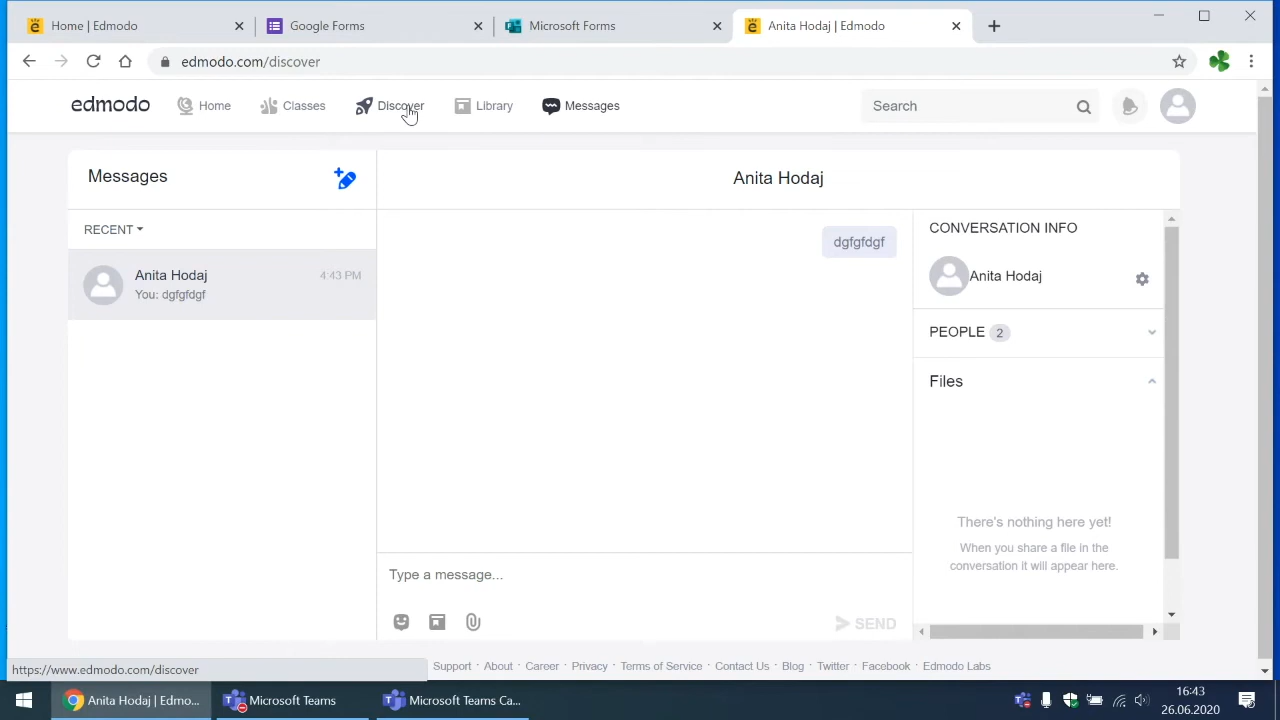 Home | Edmodo
Google Forms
Microsoft Forms
Anita Hodaj | Edmodo
edmodo.com/discover
edmodo
Home
Classes
Discover
Library
Messages
Search
Messages
Anita Hodaj
RECENT
dgfgfdgf
CONVERSATION INFO
Anita Hodaj
4:43 PM
You: dgfgfdgf
Anita Hodaj
PEOPLE 2
Files
There's nothing here yet!
When you share a file in the
conversation it will appear here.
Type a message...
SEND
https://www.edmodo.com/discover
Support · About · Career · Privacy · Terms of Service · Contact Us · Blog · Twitter · Facebook · Edmodo Labs
Anita Hodaj | Edmo...
Microsoft Teams
Microsoft Teams Ca...
16:43
26.06.2020